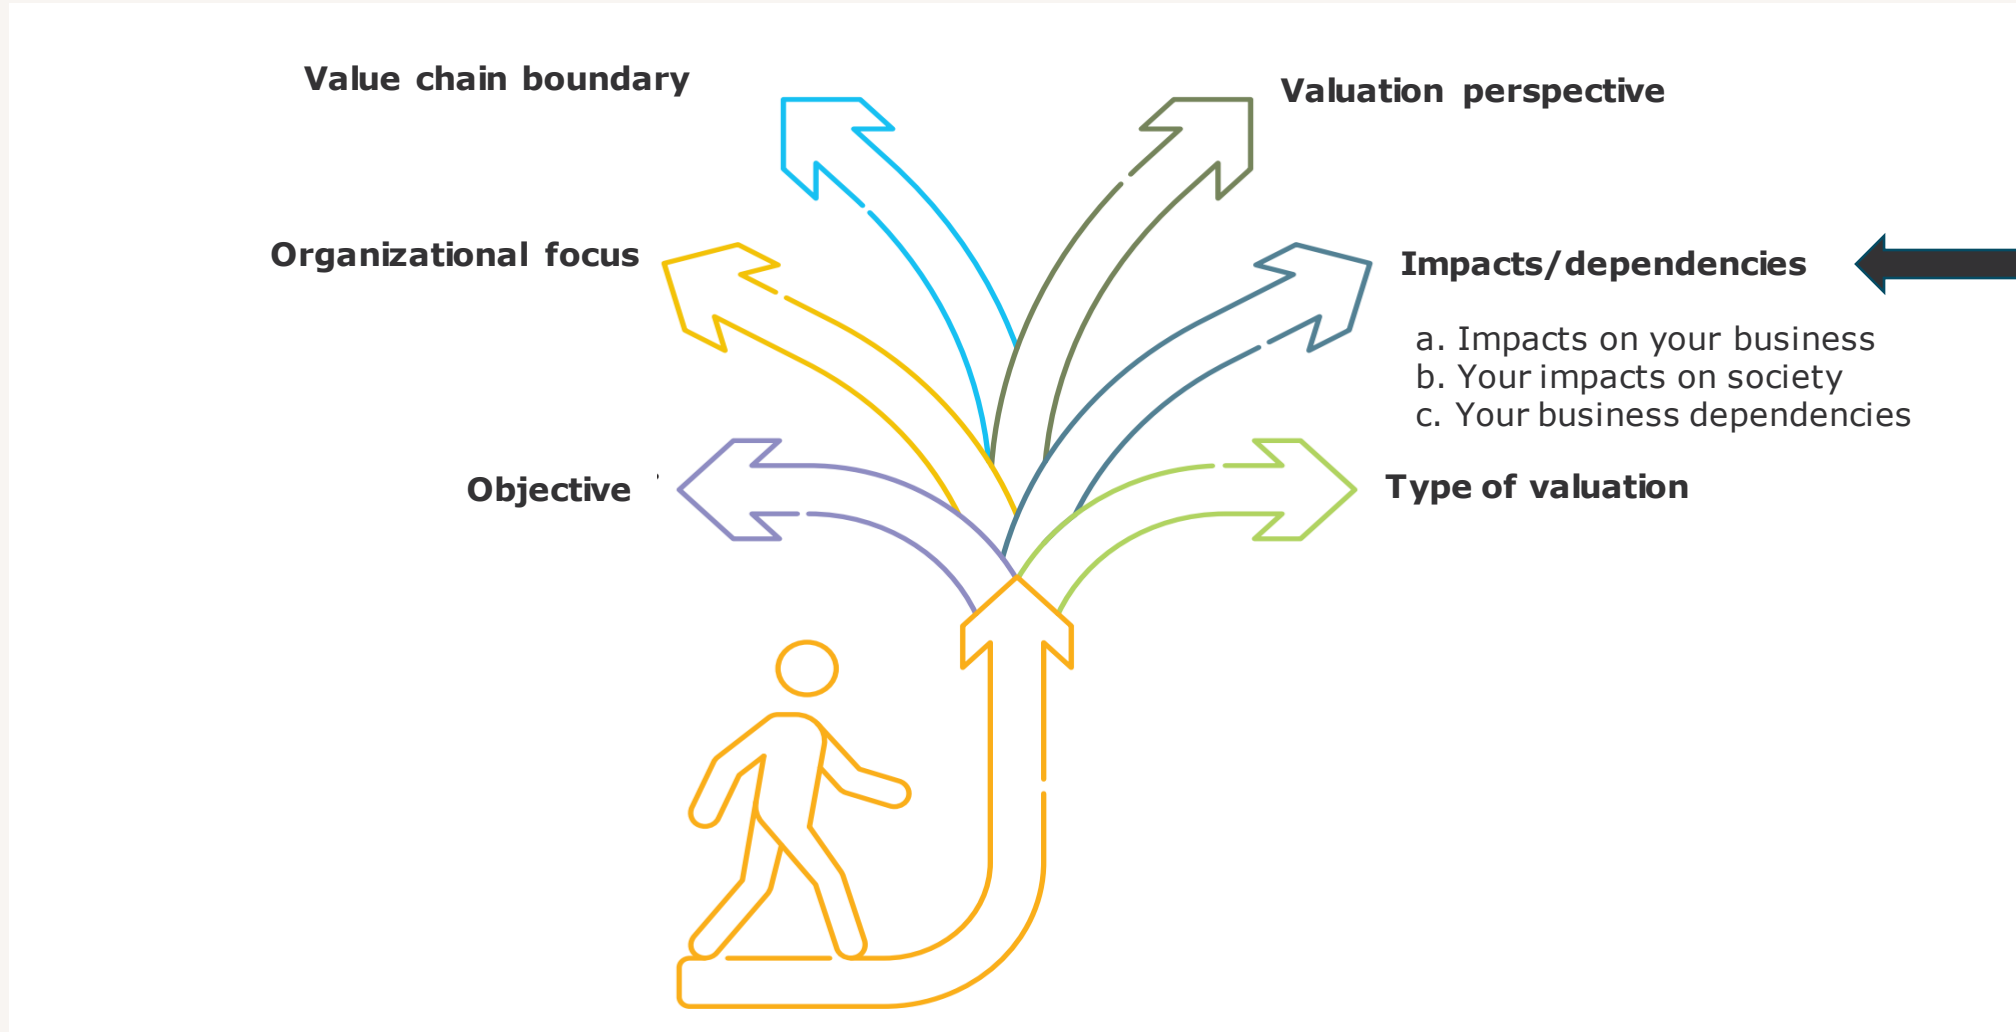 Value chain boundary
Valuation perspective
Organizational focus
Impacts/dependencies
a. Impacts on your business
b. Your impacts on society
c. Your business dependencies
Objective
Type of valuation